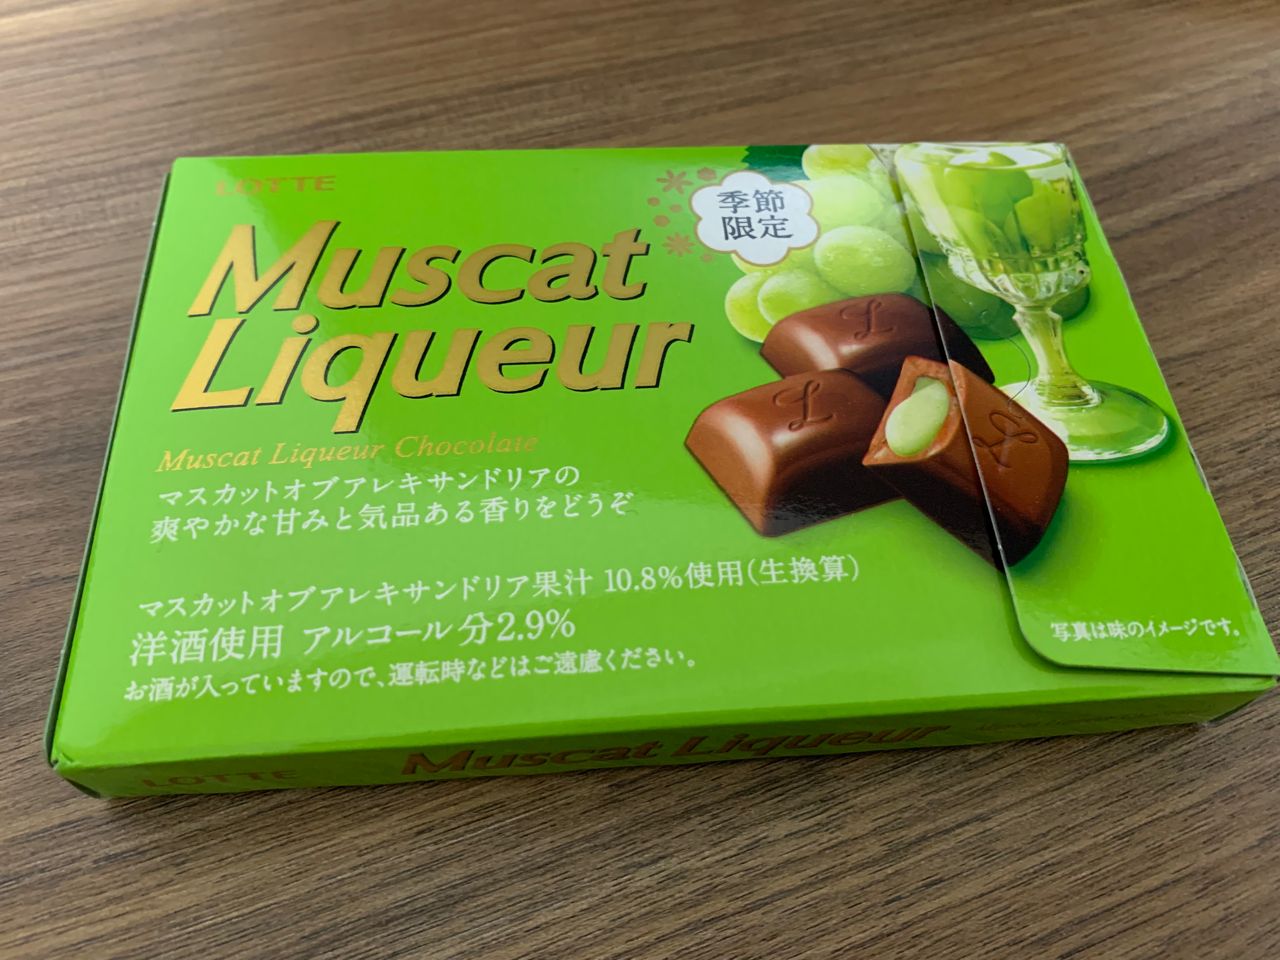 LOTTE
季節
限定
Muscat
Liqueur
Muscat Liqueur Chocolate
マスカットオブアレキサンドリアの
爽やかな甘みと気品ある香りをどうぞ
マスカットオブアレキサンドリア果汁 10.8%使用(生換算)
洋酒使用 アルコール分2.9%
お酒が入っていますので、運転時などはご遠慮ください。
写真は味のイメージです。
L
L
L
LOTTE
Muscat Liqueur